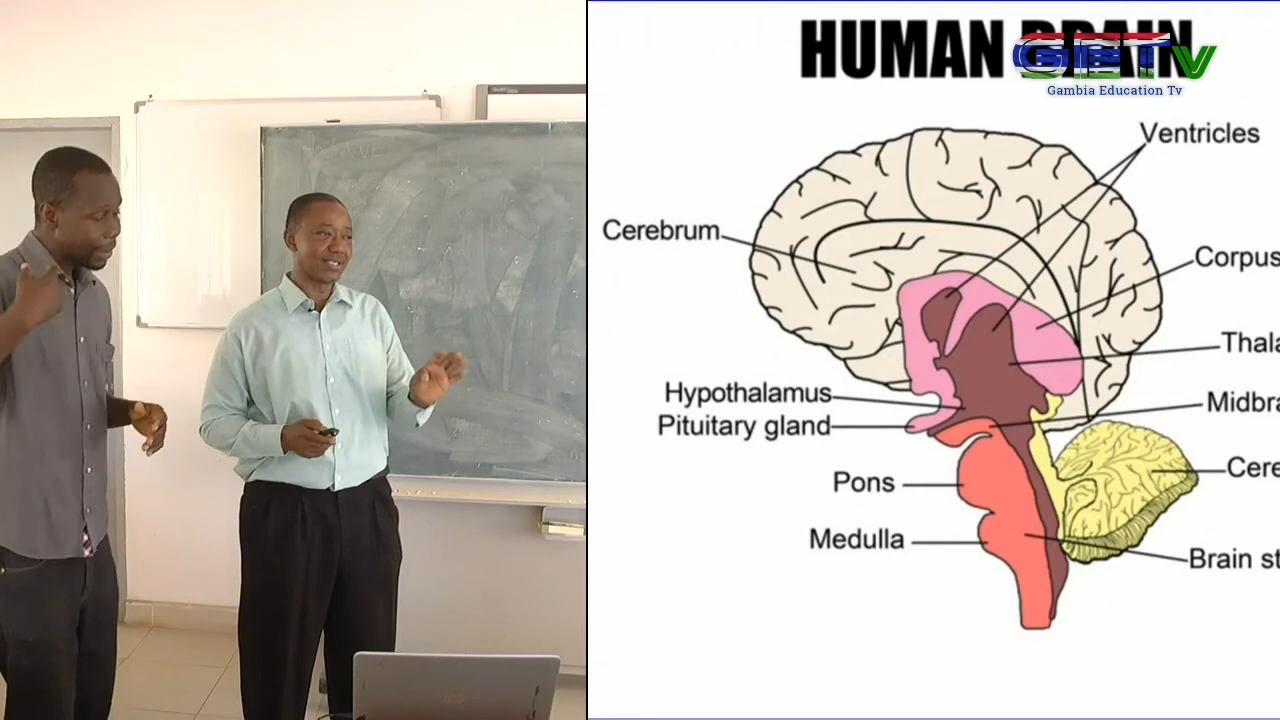 HUMAN BRAIN
GETV
Gambia Education Tv
Ventricles
Cerebrum
Corpus
Thala
Hypothalamus
Midbra
Pituitary gland
Cere
Pons
Medulla
Brain st